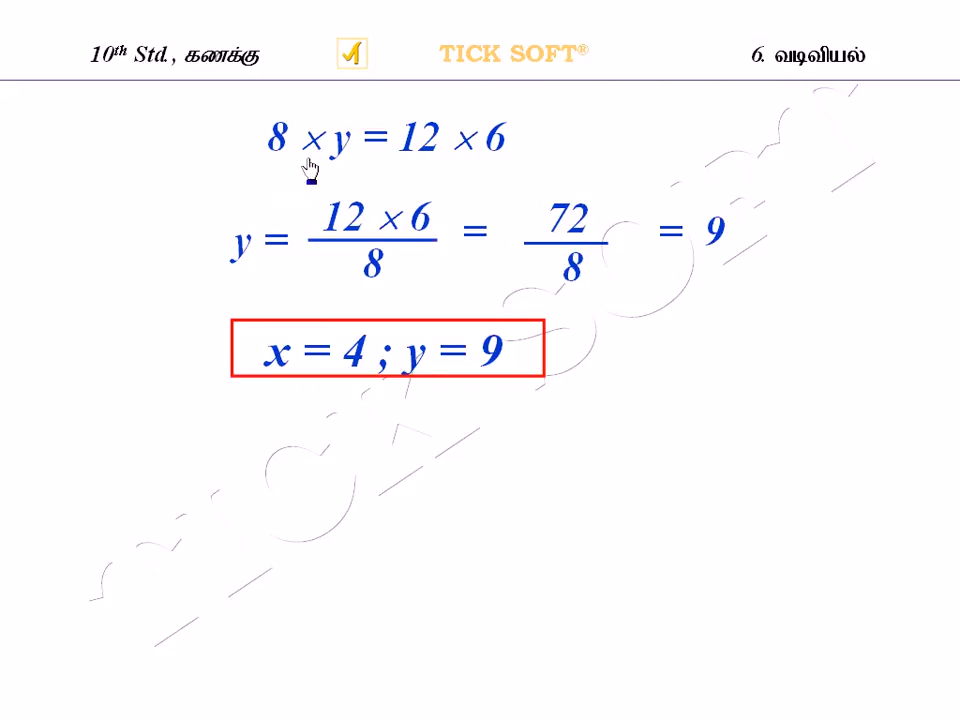 10th Std., கணக்கு TICK SOFT® 6. வடிவியல்
8 × y = 12 × 6
y = 12 × 6 / 8 = 72 / 8 = 9
x = 4 ; y = 9